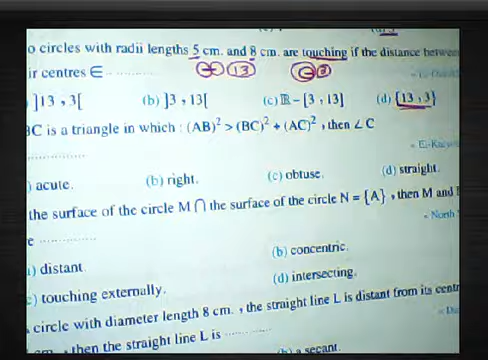 o circles with radii lengths 5 cm. and 8 cm. are touching if the distance betwee
ir centres ∈ ............
+ 13 - 3
]13 , 3[ (b) ]3 , 13[ (c) ℝ – [3 , 13] (d) {13 , 3}
BC is a triangle in which : (AB)² > (BC)² + (AC)² , then ∠ C
................
) acute. (b) right. (c) obtuse. (d) straight.
the surface of the circle M ∩ the surface of the circle N = {A} , then M and
« North
e ................
) distant. (b) concentric.
c) touching externally. (d) intersecting.
circle with diameter length 8 cm. , the straight line L is distant from its cent
cm. , then the straight line L is ............
(b) a secant.